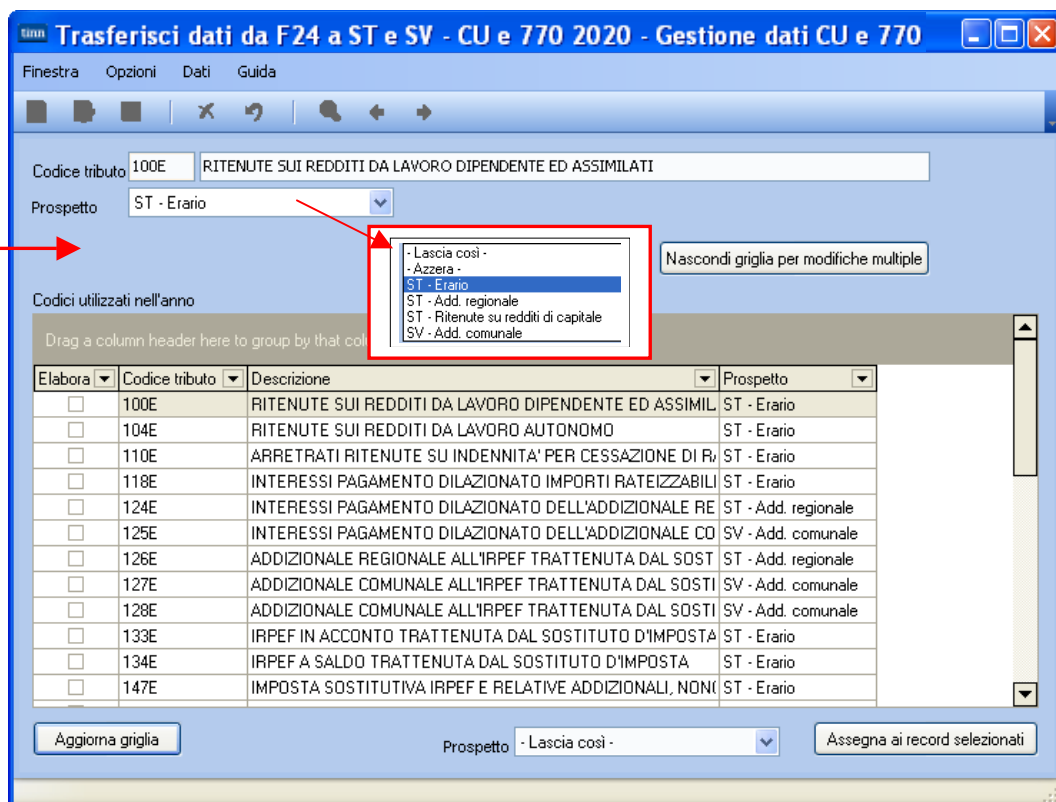 tinn Trasferisci dati da F24 a ST e SV - CU e 770 2020 - Gestione dati CU e 770
Finestra Opzioni Dati Guida
Codice tributo 100E RITENUTE SUI REDDITI DA LAVORO DIPENDENTE ED ASSIMILATI
Prospetto ST - Erario
- Lascia così -
- Azzera -
ST - Erario
ST - Add. regionale
ST - Ritenute su redditi di capitale
SV - Add. comunale
Nascondi griglia per modifiche multiple
Codici utilizzati nell'anno
Drag a column header here to group by that col
Elabora Codice tributo Descrizione Prospetto
100E RITENUTE SUI REDDITI DA LAVORO DIPENDENTE ED ASSIMIL ST - Erario
104E RITENUTE SUI REDDITI DA LAVORO AUTONOMO ST - Erario
110E ARRETRATI RITENUTE SU INDENNITA' PER CESSAZIONE DI R ST - Erario
118E INTERESSI PAGAMENTO DILAZIONATO IMPORTI RATEIZZABILI ST - Erario
124E INTERESSI PAGAMENTO DILAZIONATO DELL'ADDIZIONALE RE ST - Add. regionale
125E INTERESSI PAGAMENTO DILAZIONATO DELL'ADDIZIONALE CO SV - Add. comunale
126E ADDIZIONALE REGIONALE ALL'IRPEF TRATTENUTA DAL SOST ST - Add. regionale
127E ADDIZIONALE COMUNALE ALL'IRPEF TRATTENUTA DAL SOSTI SV - Add. comunale
128E ADDIZIONALE COMUNALE ALL'IRPEF TRATTENUTA DAL SOSTI SV - Add. comunale
133E IRPEF IN ACCONTO TRATTENUTA DAL SOSTITUTO D'IMPOSTA ST - Erario
134E IRPEF A SALDO TRATTENUTA DAL SOSTITUTO D'IMPOSTA ST - Erario
147E IMPOSTA SOSTITUTIVA IRPEF E RELATIVE ADDIZIONALI, NON( ST - Erario
Aggiorna griglia Prospetto - Lascia così - Assegna ai record selezionati